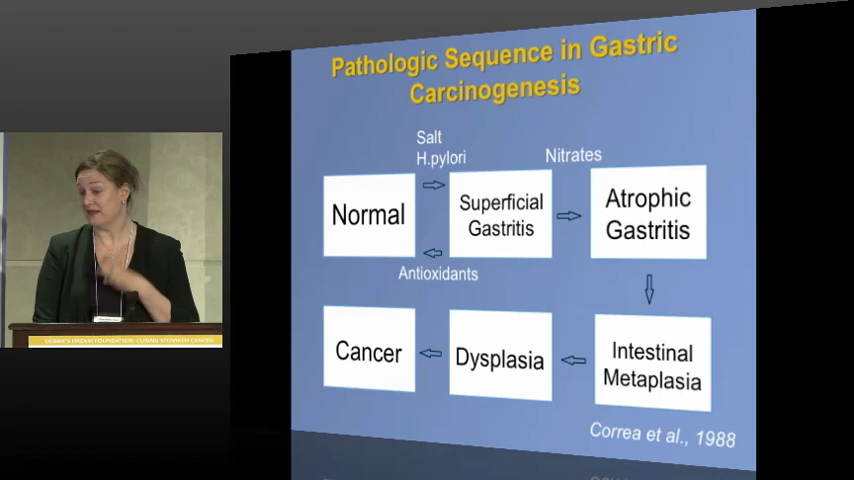 Pathologic Sequence in Gastric
Carcinogenesis
Salt
H.pylori
Nitrates
Normal
Superficial
Gastritis
Atrophic
Gastritis
Antioxidants
Cancer
Dysplasia
Intestinal
Metaplasia
Correa et al., 1988
DEBBIE'S DREAM FOUNDATION: CURING STOMACH CANCER